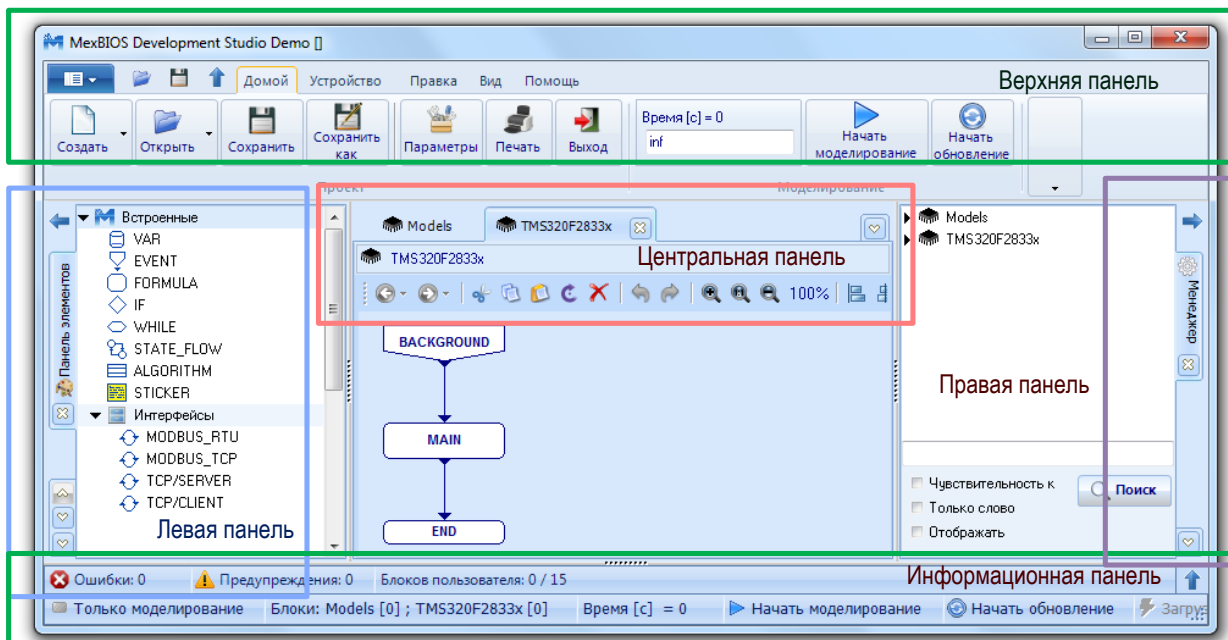 MexBIOS Development Studio Demo []
Домой Устройство Правка Вид Помощь
Верхняя панель
Создать Открыть Сохранить Сохранить как Параметры Печать Выход
Время [с] = 0
inf
Начать моделирование
Начать обновление
Проект Моделирование
Панель элементов
Встроенные
VAR
EVENT
FORMULA
IF
WHILE
STATE_FLOW
ALGORITHM
STICKER
Интерфейсы
MODBUS_RTU
MODBUS_TCP
TCP/SERVER
TCP/CLIENT
Левая панель
Models TMS320F2833x
TMS320F2833x
Центральная панель
100%
BACKGROUND
MAIN
END
Models
TMS320F2833x
Менеджер
Правая панель
Чувствительность к
Только слово
Отображать
Поиск
Информационная панель
Ошибки: 0 Предупреждения: 0 Блоков пользователя: 0 / 15
Только моделирование Блоки: Models [0] ; TMS320F2833x [0] Время [с] = 0 Начать моделирование Начать обновление